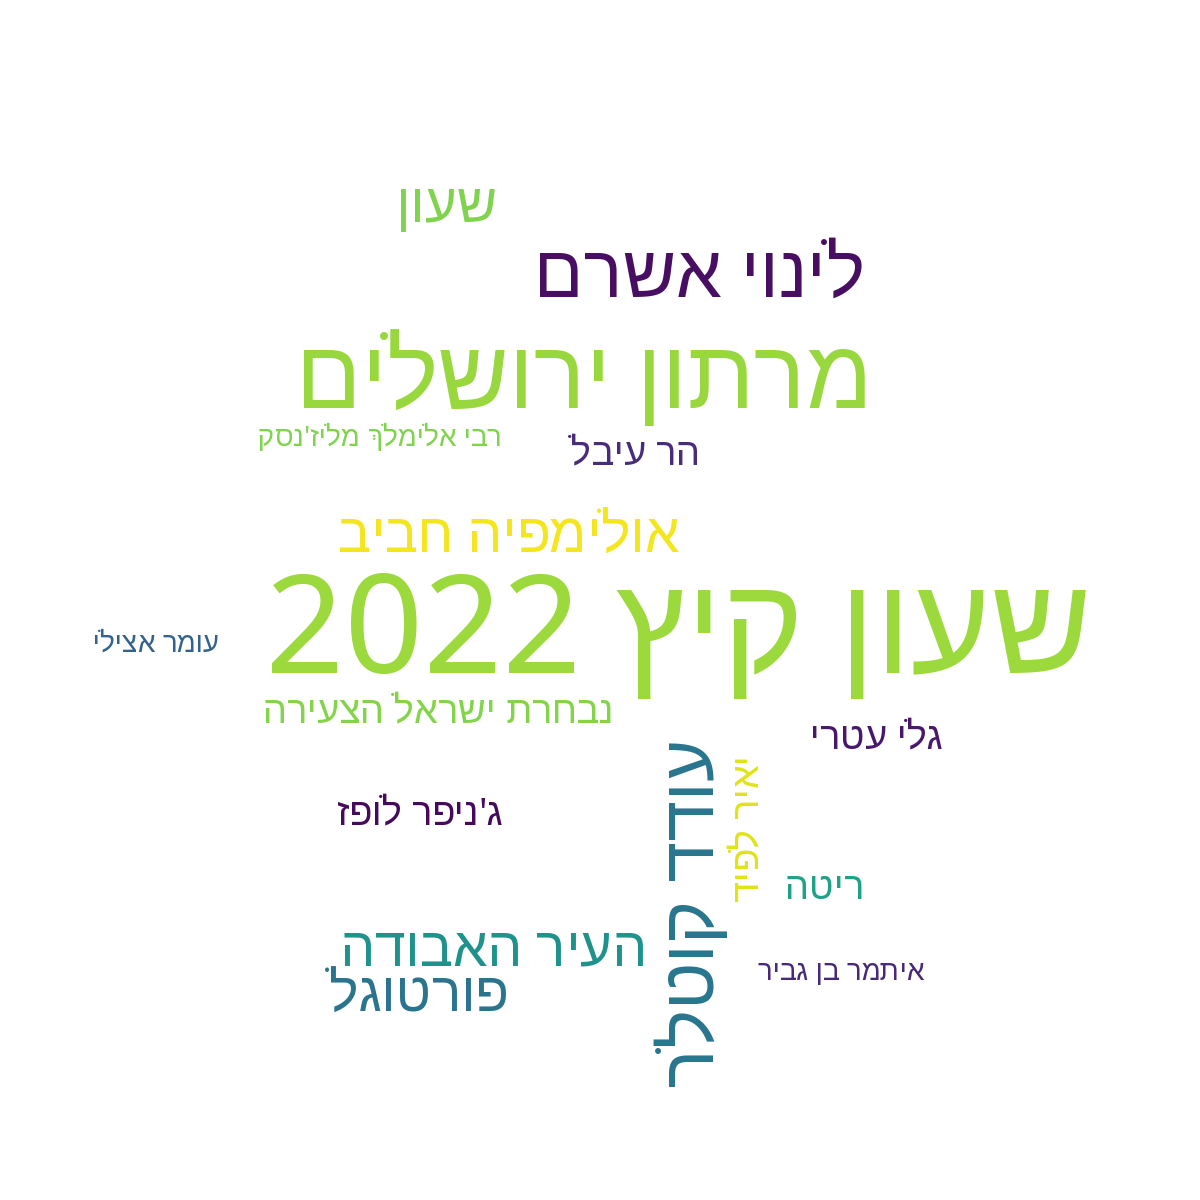 שעון
לינוי אשרם
מרתון ירושלים
רבי אלימלך מליז'נסק
הר עיבל
אולימפיה חביב
שעון קיץ 2022
עומר אצילי
נבחרת ישראל הצעירה
גלי עטרי
עודד קוטלר
יאיר לפיד
ג'ניפר לופז
ריטה
העיר האבודה
איתמר בן גביר
פורטוגל